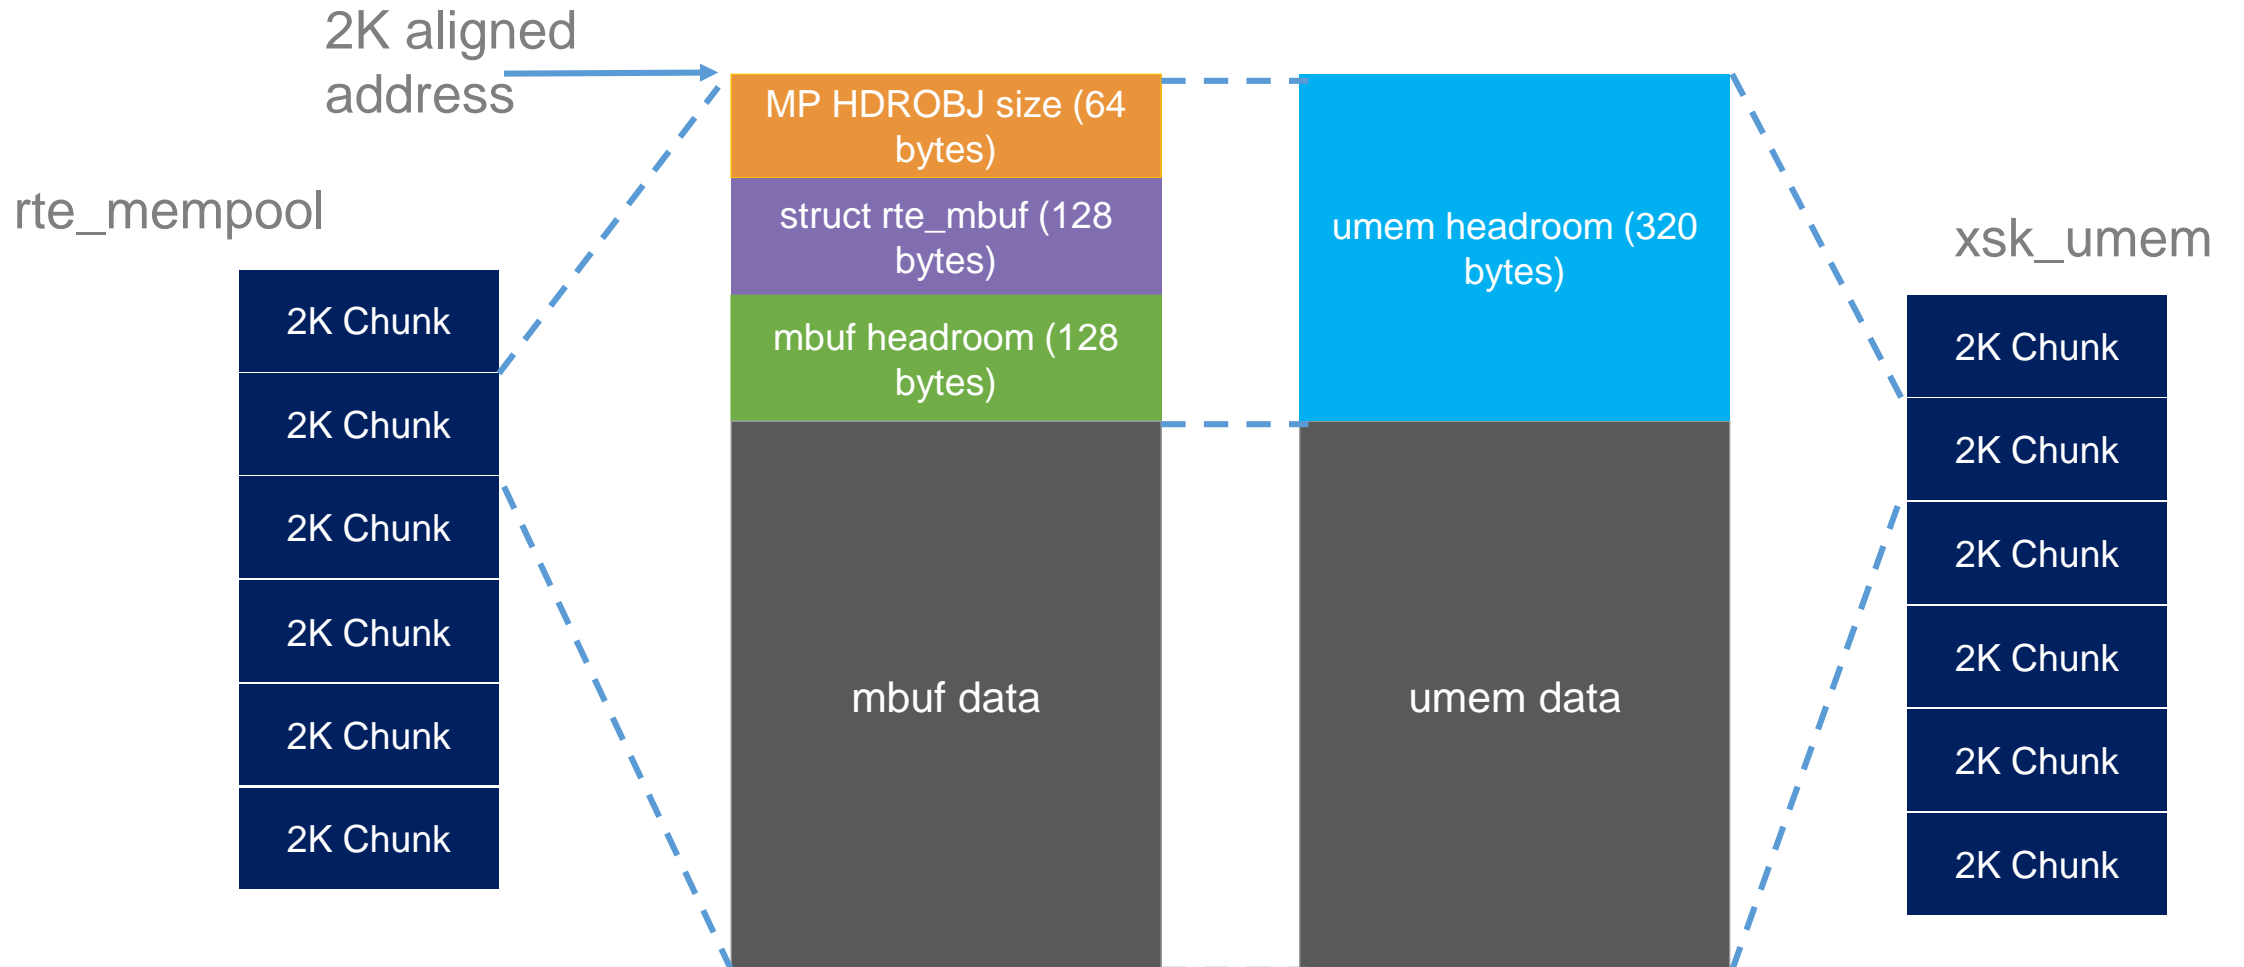 2K aligned
address
rte_mempool
2K Chunk
2K Chunk
2K Chunk
2K Chunk
2K Chunk
2K Chunk
MP HDROBJ size (64
bytes)
struct rte_mbuf (128
bytes)
mbuf headroom (128
bytes)
mbuf data
umem headroom (320
bytes)
umem data
xsk_umem
2K Chunk
2K Chunk
2K Chunk
2K Chunk
2K Chunk
2K Chunk